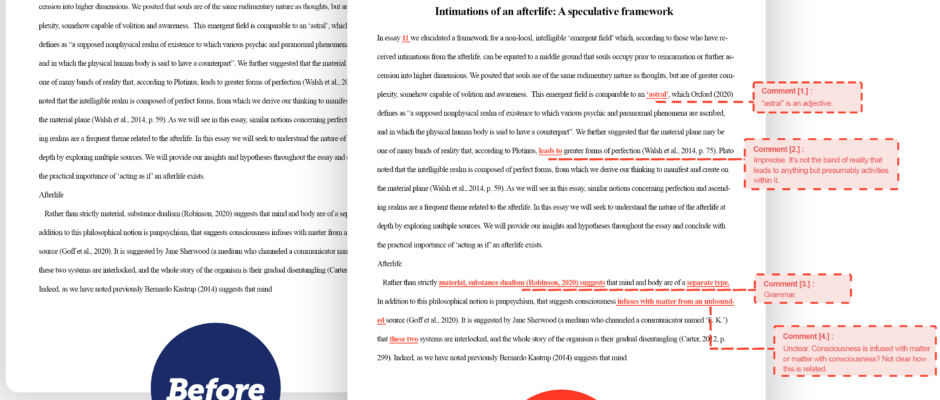 cension into higher dimensions. We posited that souls are of the same rudimentary nature as thoughts, but ar
plexity, somewhere capable of volition and awareness. This emergent field is comparable to an ‘astral’, which
defines as “a supposed nonphysical realm of existence to which various psychic and paranormal phenomena
and in which the physical human body is said to have a counterpart”. We further suggested that the material
one of many bands of reality that, according to Plotinus, leads to greater forms of perfection (Walsh et al., 20
noted that the intelligible realm is composed of perfect forms, from which we derive our thinking to manifes
the material plane (Walsh et al., 2014, p. 59). As we will see in this essay, similar notions concerning perfect
ing realms are a frequent theme related to the afterlife. In this essay we will seek to understand the nature of
depth by exploring multiple sources. We will provide our insights and hypotheses throughout the essay and
the practical importance of ‘acting as if’ an afterlife exists.
Afterlife
Rather than strictly material, substance dualism (Robinson, 2020) suggests that mind and body are of a sep
addition to this philosophical notion is panpsychism, that suggests consciousness infuses with matter from a
source (Goff et al., 2020). It is suggested by Jane Sherwood (a medium who channeled a communicator nam
these two systems are interlocked, and the whole story of the organism is their gradual disentangling (Carter
Indeed, as we have noted previously Bernardo Kastrup (2014) suggests that mind
Before
Intimations of an afterlife: A speculative framework
In essay 11 we elucidated a framework for a non-local, intelligible ‘emergent field’ which, according to those who have re-
ceived intimations from the afterlife, can be equated to a middle ground that souls occupy prior to reincarnation or further as-
cension into higher dimensions. We posited that souls are of the same rudimentary nature as thoughts, but are of greater com-
plexity, somehow capable of volition and awareness. This emergent field is comparable to an ‘astral’, which Oxford (2020)
defines as “a supposed nonphysical realm of existence to which various psychic and paranormal phenomena are ascribed,
and in which the physical human body is said to have a counterpart”. We further suggested that the material plane may be
one of many bands of reality that, according to Plotinus, leads to greater forms of perfection (Walsh et al., 2014, p. 75). Plato
noted that the intelligible realm is composed of perfect forms, from which we derive our thinking to manifest and create on
the material plane (Walsh et al., 2014, p. 59). As we will see in this essay, similar notions concerning perfection and ascend-
ing realms are a frequent theme related to the afterlife. In this essay we will seek to understand the nature of the afterlife at
depth by exploring multiple sources. We will provide our insights and hypotheses throughout the essay and conclude with
the practical importance of ‘acting as if’ an afterlife exists.
Afterlife
Rather than strictly material, substance dualism (Robinson, 2020) suggests that mind and body are of a separate type.
In addition to this philosophical notion is panpsychism, that suggests consciousness infuses with matter from an unbound-
ed source (Goff et al., 2020). It is suggested by Jane Sherwood (a medium who channeled a communicator named ‘E. K.’)
that these two systems are interlocked, and the whole story of the organism is their gradual disentangling (Carter, 2012, p.
299). Indeed, as we have noted previously Bernardo Kastrup (2014) suggests that mind
Comment [1.] :
“astral” is an adjective.
Comment [2.] :
Imprecise. It’s not the band of reality that
leads to anything but presumably activities
within it.
Comment [3.] :
Grammar.
Comment [4.] :
Unclear. Consciousness is infused with matter
or matter with consciousness? Not clear how
this is related.